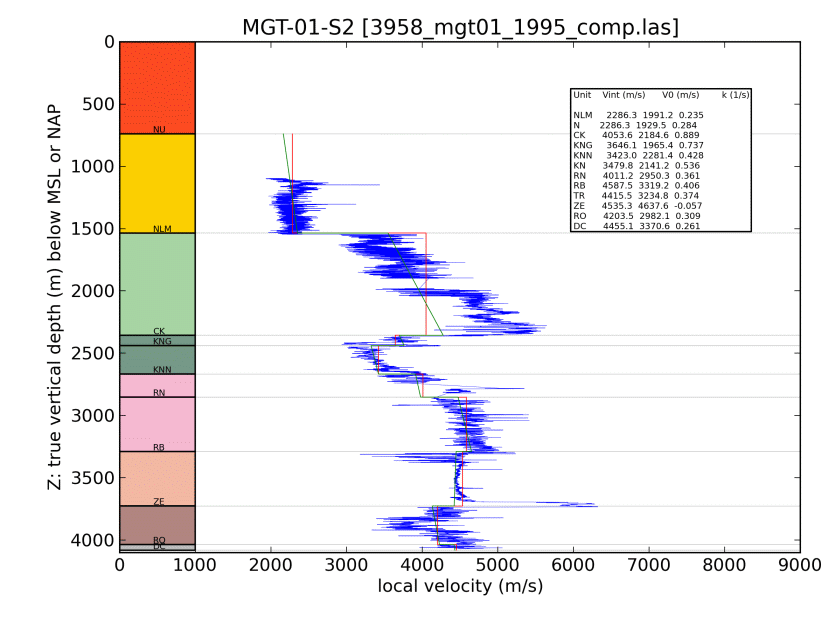 MGT-01-S2 [3958_mgt01_1995_comp.las]
Z: true vertical depth (m) below MSL or NAP
0
500
1000
1500
2000
2500
3000
3500
4000
NU
NLM
CK
KNG
KNN
RN
RB
ZE
RO
DC
Unit Vint (m/s) V0 (m/s) k (1/s)
NLM 2286.3 1991.2 0.235
N 2286.3 1929.5 0.284
CK 4053.6 2184.6 0.889
KNG 3646.1 1965.4 0.737
KNN 3423.0 2281.4 0.428
KN 3479.8 2141.2 0.536
RN 4011.2 2950.3 0.361
RB 4587.5 3319.2 0.406
TR 4415.5 3234.8 0.374
ZE 4535.3 4637.6 -0.057
RO 4203.5 2982.1 0.309
DC 4455.1 3370.6 0.261
0 1000 2000 3000 4000 5000 6000 7000 8000 9000
local velocity (m/s)